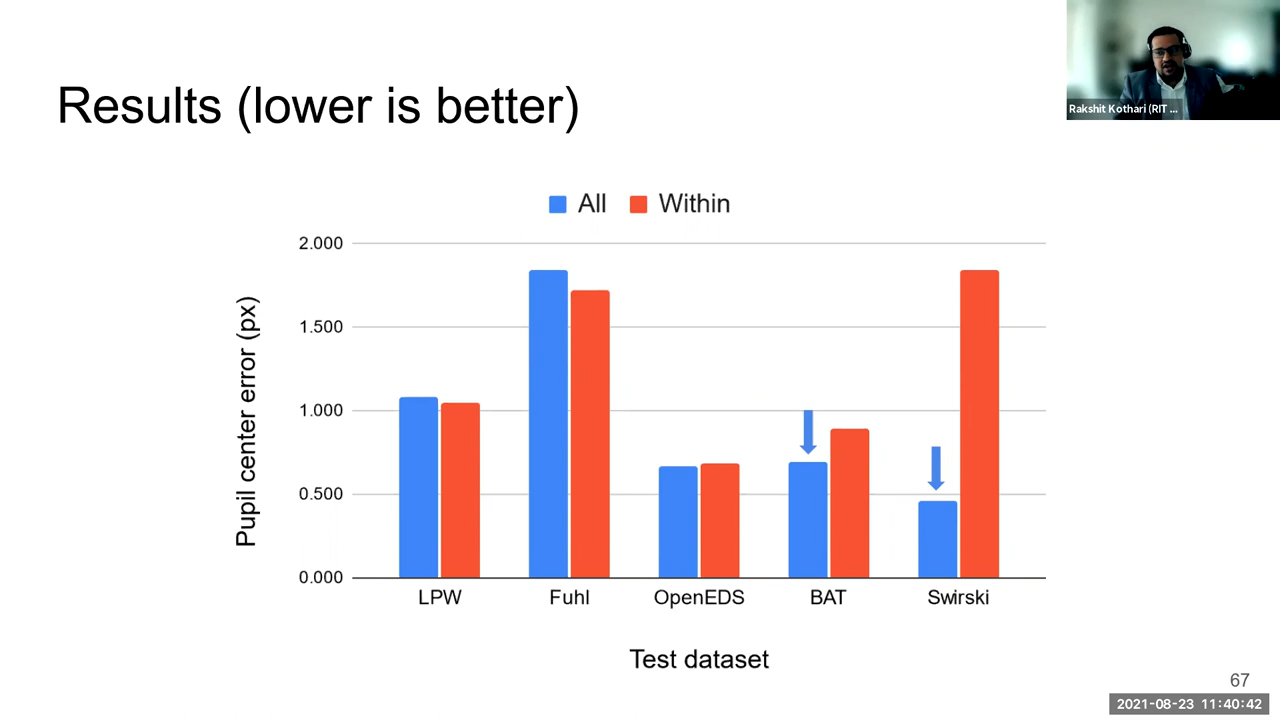 Rakshit Kothari (RIT ...
Results (lower is better)
All Within
Pupil center error (px)
2.000
1.500
1.000
0.500
0.000
LPW Fuhl OpenEDS BAT Swirski
Test dataset
67
2021-08-23 11:40:42